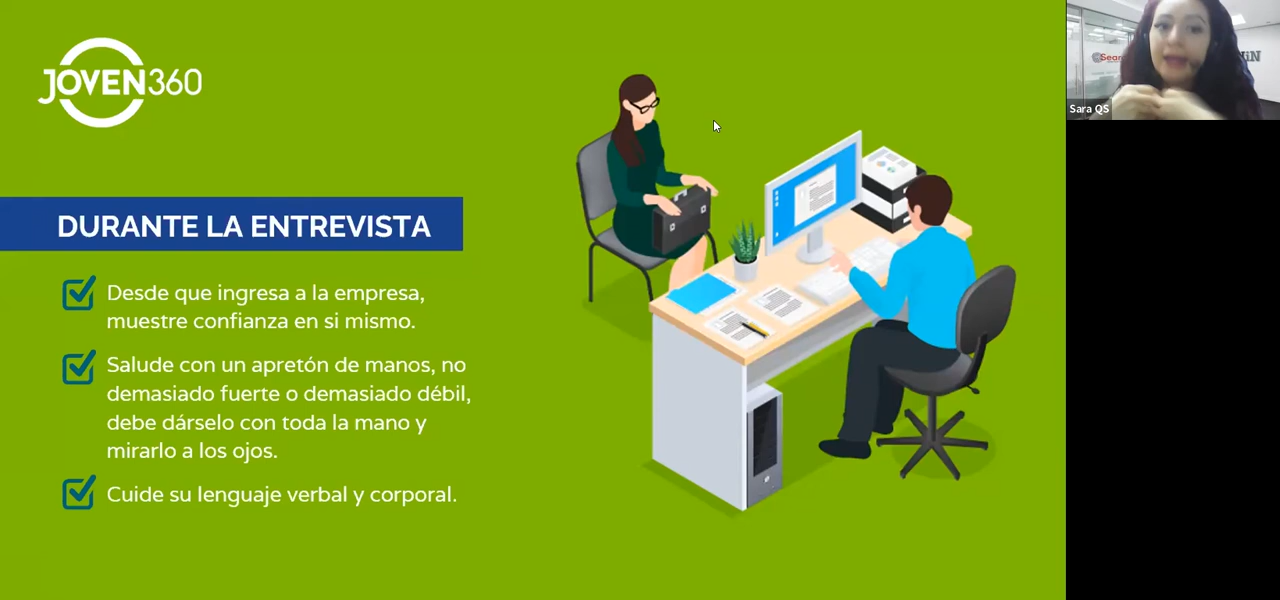 JOVEN360
DURANTE LA ENTREVISTA
Desde que ingresa a la empresa,
muestre confianza en si mismo.
Salude con un apretón de manos, no
demasiado fuerte o demasiado débil,
debe dárselo con toda la mano y
mirarlo a los ojos.
Cuide su lenguaje verbal y corporal.
Sara QS